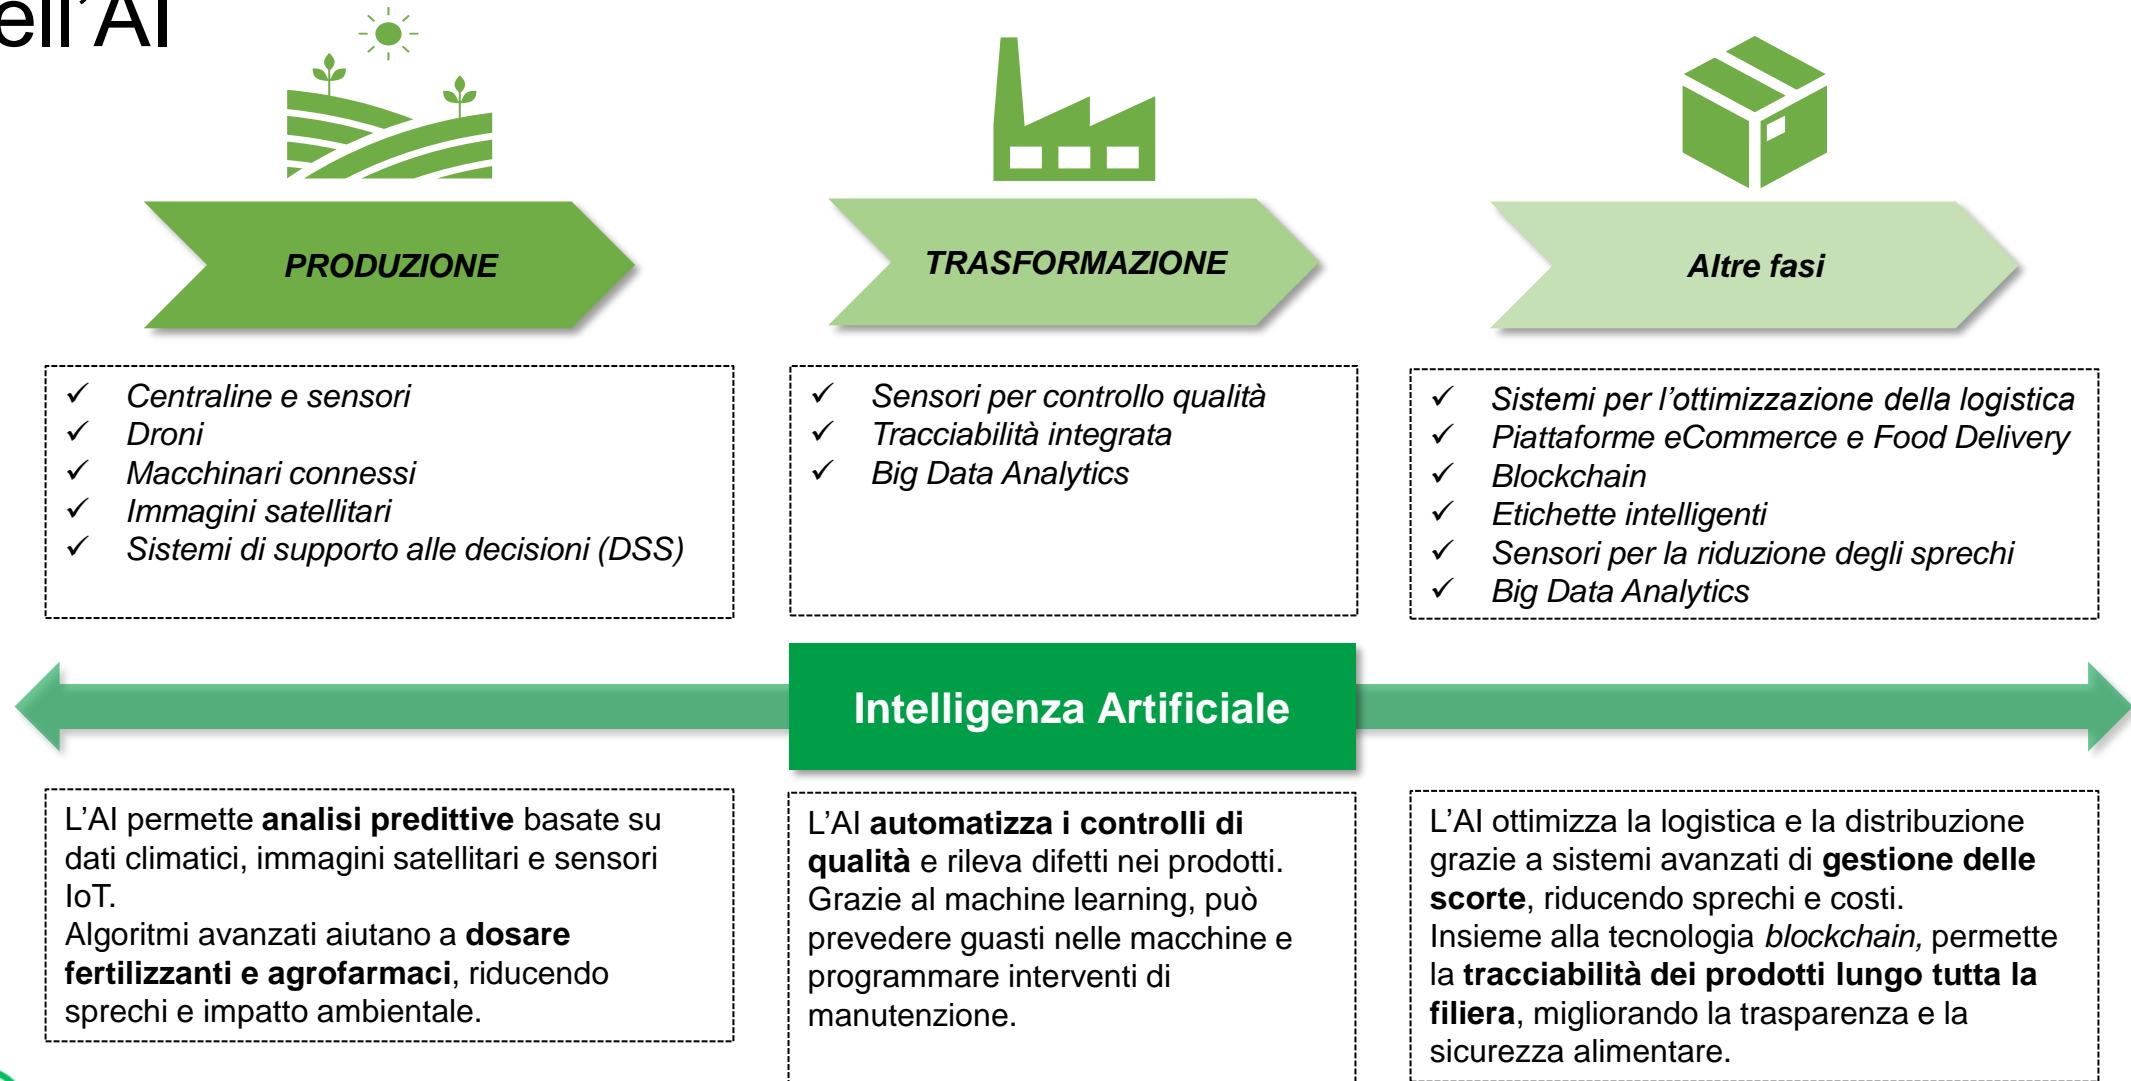 ell’AI
PRODUZIONE
TRASFORMAZIONE
Altre fasi
✓ Centraline e sensori
✓ Droni
✓ Macchinari connessi
✓ Immagini satellitari
✓ Sistemi di supporto alle decisioni (DSS)
✓ Sensori per controllo qualità
✓ Tracciabilità integrata
✓ Big Data Analytics
✓ Sistemi per l’ottimizzazione della logistica
✓ Piattaforme eCommerce e Food Delivery
✓ Blockchain
✓ Etichette intelligenti
✓ Sensori per la riduzione degli sprechi
✓ Big Data Analytics
Intelligenza Artificiale
L’AI permette analisi predittive basate su
dati climatici, immagini satellitari e sensori
IoT.
Algoritmi avanzati aiutano a dosare
fertilizzanti e agrofarmaci, riducendo
sprechi e impatto ambientale.
L’AI automatizza i controlli di
qualità e rileva difetti nei prodotti.
Grazie al machine learning, può
prevedere guasti nelle macchine e
programmare interventi di
manutenzione.
L’AI ottimizza la logistica e la distribuzione
grazie a sistemi avanzati di gestione delle
scorte, riducendo sprechi e costi.
Insieme alla tecnologia blockchain, permette
la tracciabilità dei prodotti lungo tutta la
filiera, migliorando la trasparenza e la
sicurezza alimentare.